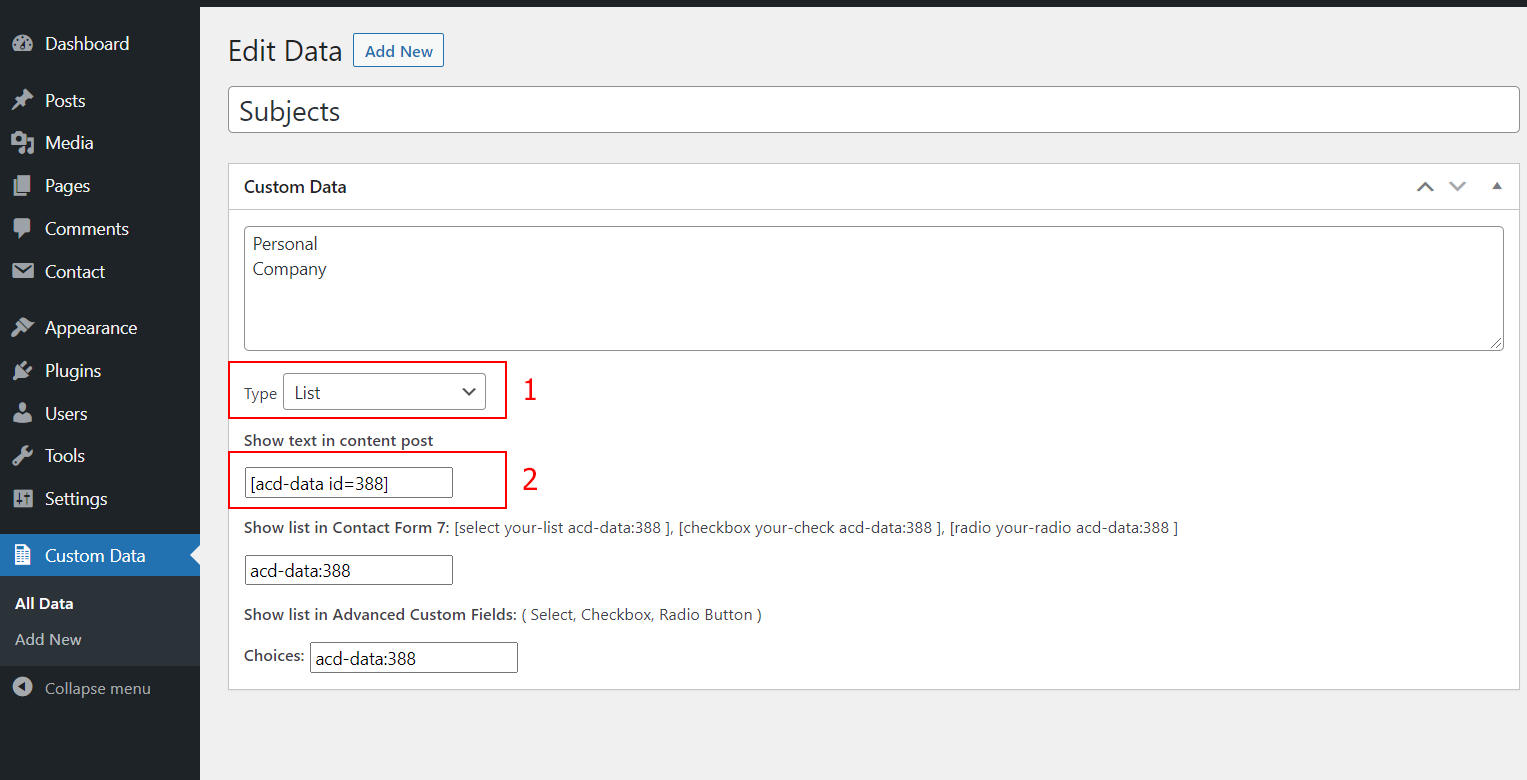 Dashboard
Posts
Media
Pages
Comments
Contact
Appearance
Plugins
Users
Tools
Settings
Custom Data
All Data
Add New
Collapse menu
Edit Data Add New
Subjects
Custom Data
Personal
Company
Type List 1
Show text in content post
[acd-data id=388] 2
Show list in Contact Form 7: [select your-list acd-data:388 ], [checkbox your-check acd-data:388 ], [radio your-radio acd-data:388 ]
acd-data:388
Show list in Advanced Custom Fields: ( Select, Checkbox, Radio Button )
Choices: acd-data:388